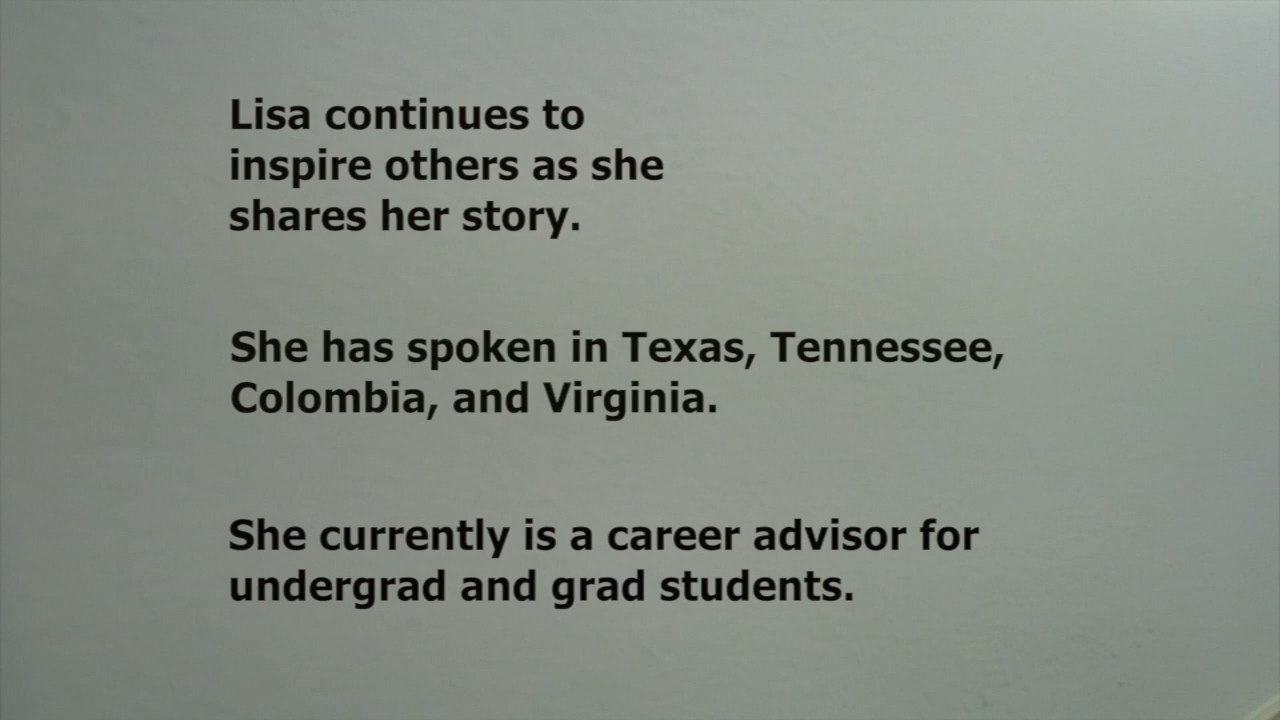 Lisa continues to
inspire others as she
shares her story.
She has spoken in Texas, Tennessee,
Colombia, and Virginia.
She currently is a career advisor for
undergrad and grad students.